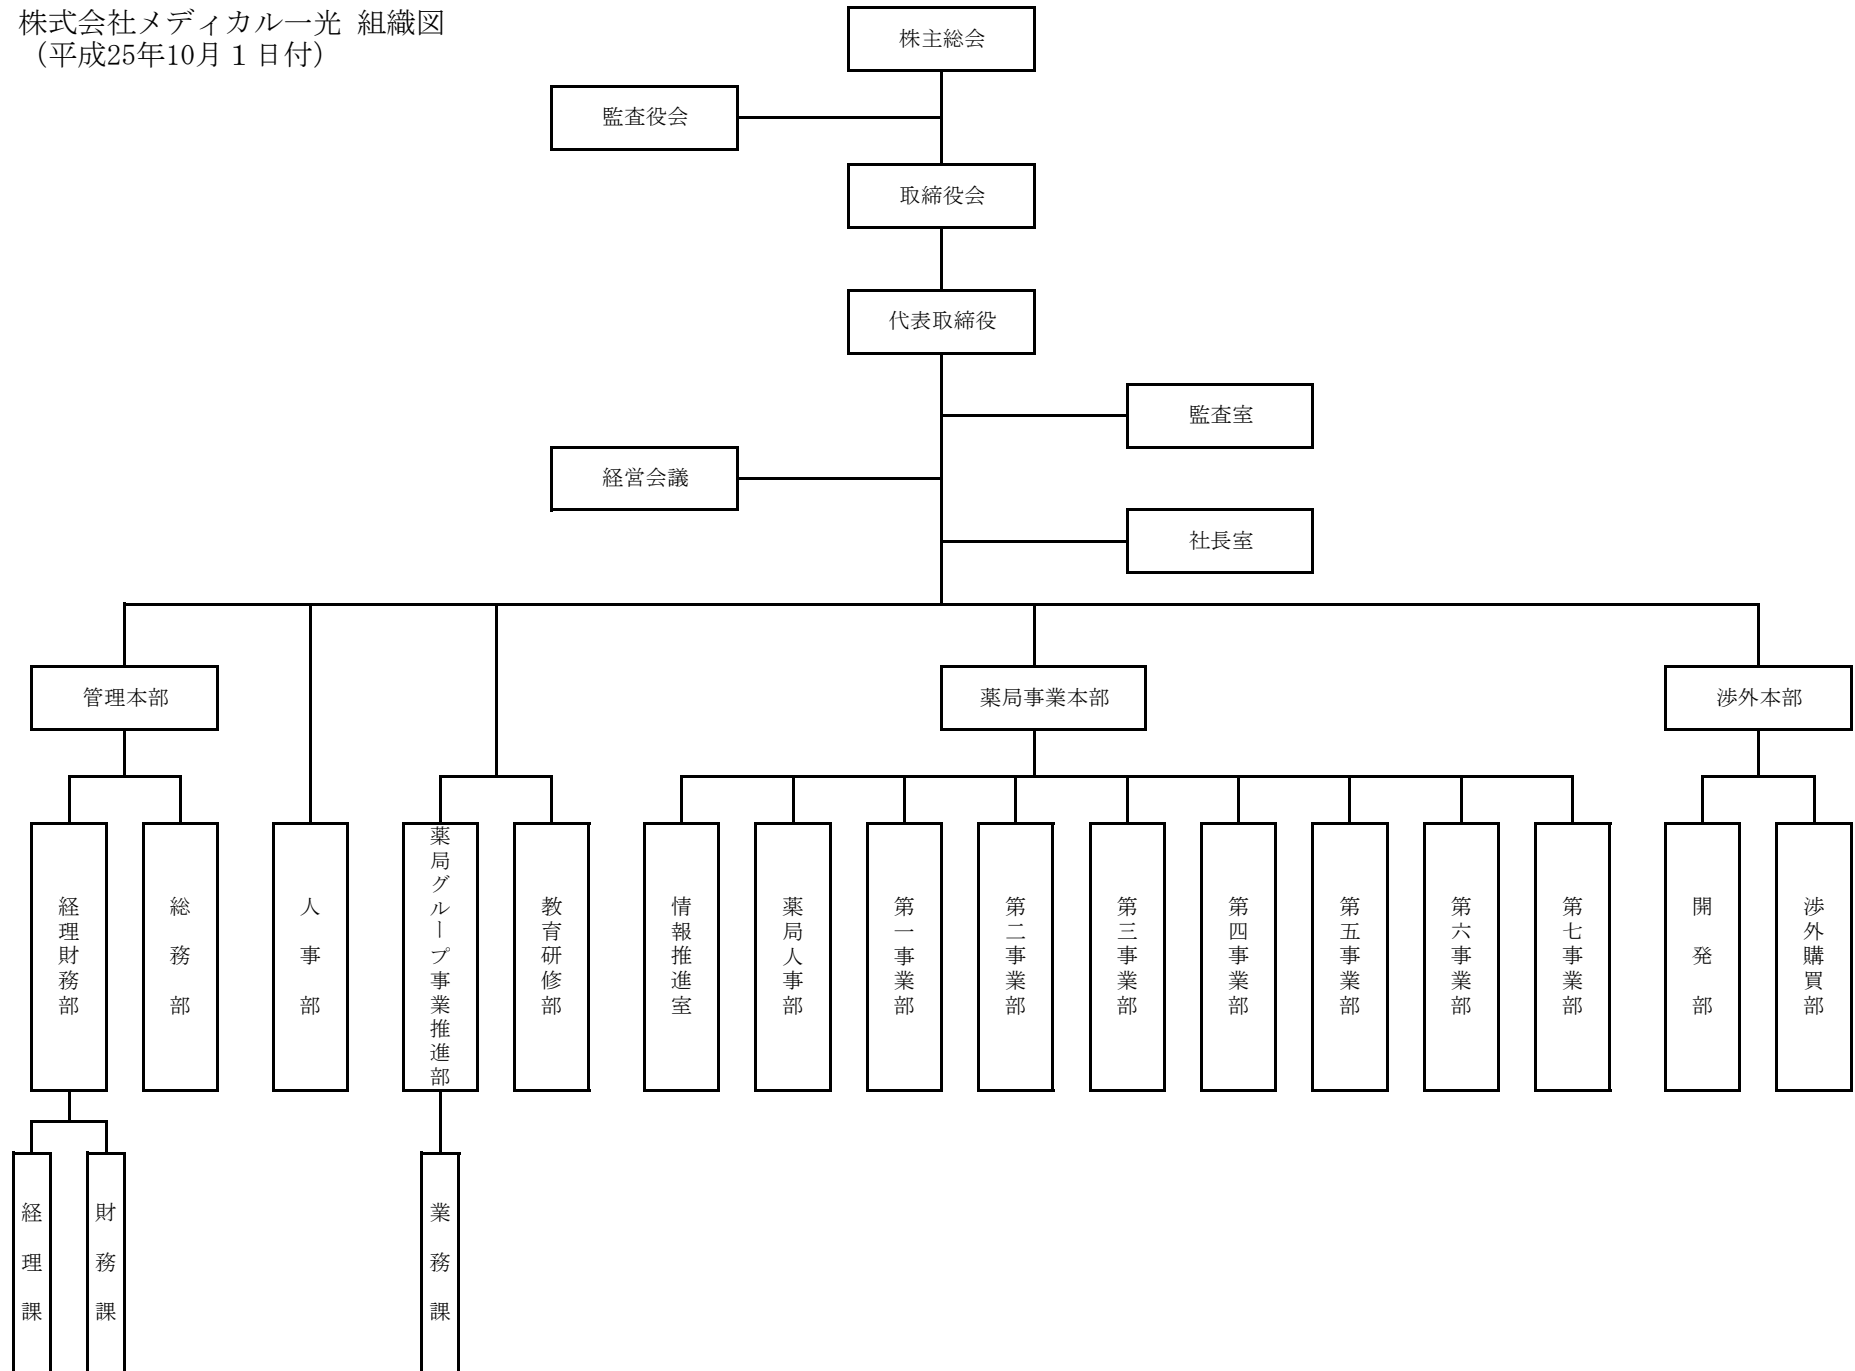 株式会社メディカル一光 組織図
（平成25年10月１日付）
株主総会
監査役会
取締役会
代表取締役
監査室
経営会議
社長室
管理本部
薬局事業本部
渉外本部
経理財務部
総務部
人事部
薬局グループ事業推進部
教育研修部
情報推進室
薬局人事部
第一事業部
第二事業部
第三事業部
第四事業部
第五事業部
第六事業部
第七事業部
開発部
渉外購買部
経理課
財務課
業務課